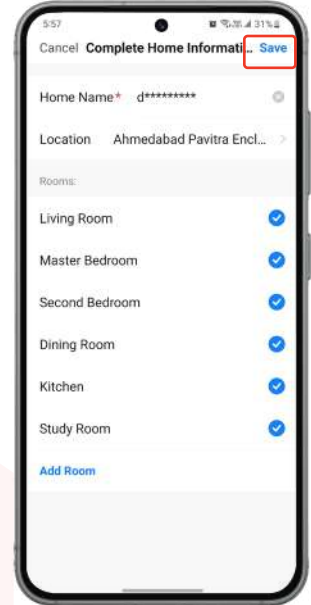 5:57 31%
Cancel Complete Home Informati... Save
Home Name* d*********
Location Ahmedabad Pavitra Encl...
Rooms:
Living Room
Master Bedroom
Second Bedroom
Dining Room
Kitchen
Study Room
Add Room